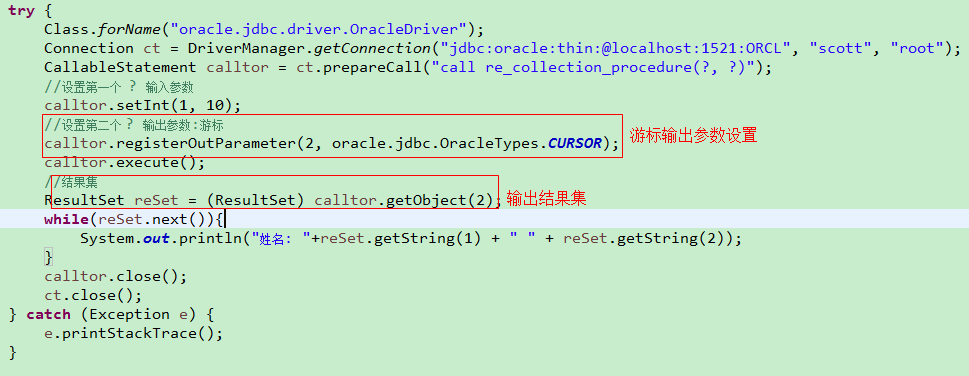 try {
Class.forName("oracle.jdbc.driver.OracleDriver");
Connection ct = DriverManager.getConnection("jdbc:oracle:thin:@localhost:1521:ORCL", "scott", "root");
CallableStatement calltor = ct.prepareCall("call re_collection_procedure(?, ?)");
//设置第一个 ? 输入参数
calltor.setInt(1, 10);
//设置第二个 ? 输出参数:游标
calltor.registerOutParameter(2, oracle.jdbc.OracleTypes.CURSOR); 游标输出参数设置
calltor.execute();
//结果集
ResultSet reSet = (ResultSet) calltor.getObject(2); 输出结果集
while(reSet.next()){
System.out.println("姓名: "+reSet.getString(1) + " " + reSet.getString(2));
}
calltor.close();
ct.close();
} catch (Exception e) {
e.printStackTrace();
}